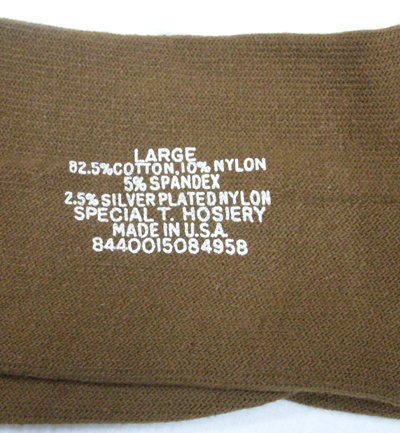 LARGE
82.5% COTTON, 10% NYLON
5% SPANDEX
2.5% SILVER PLATED NYLON
SPECIAL T. HOSIERY
MADE IN U.S.A.
8440015084958